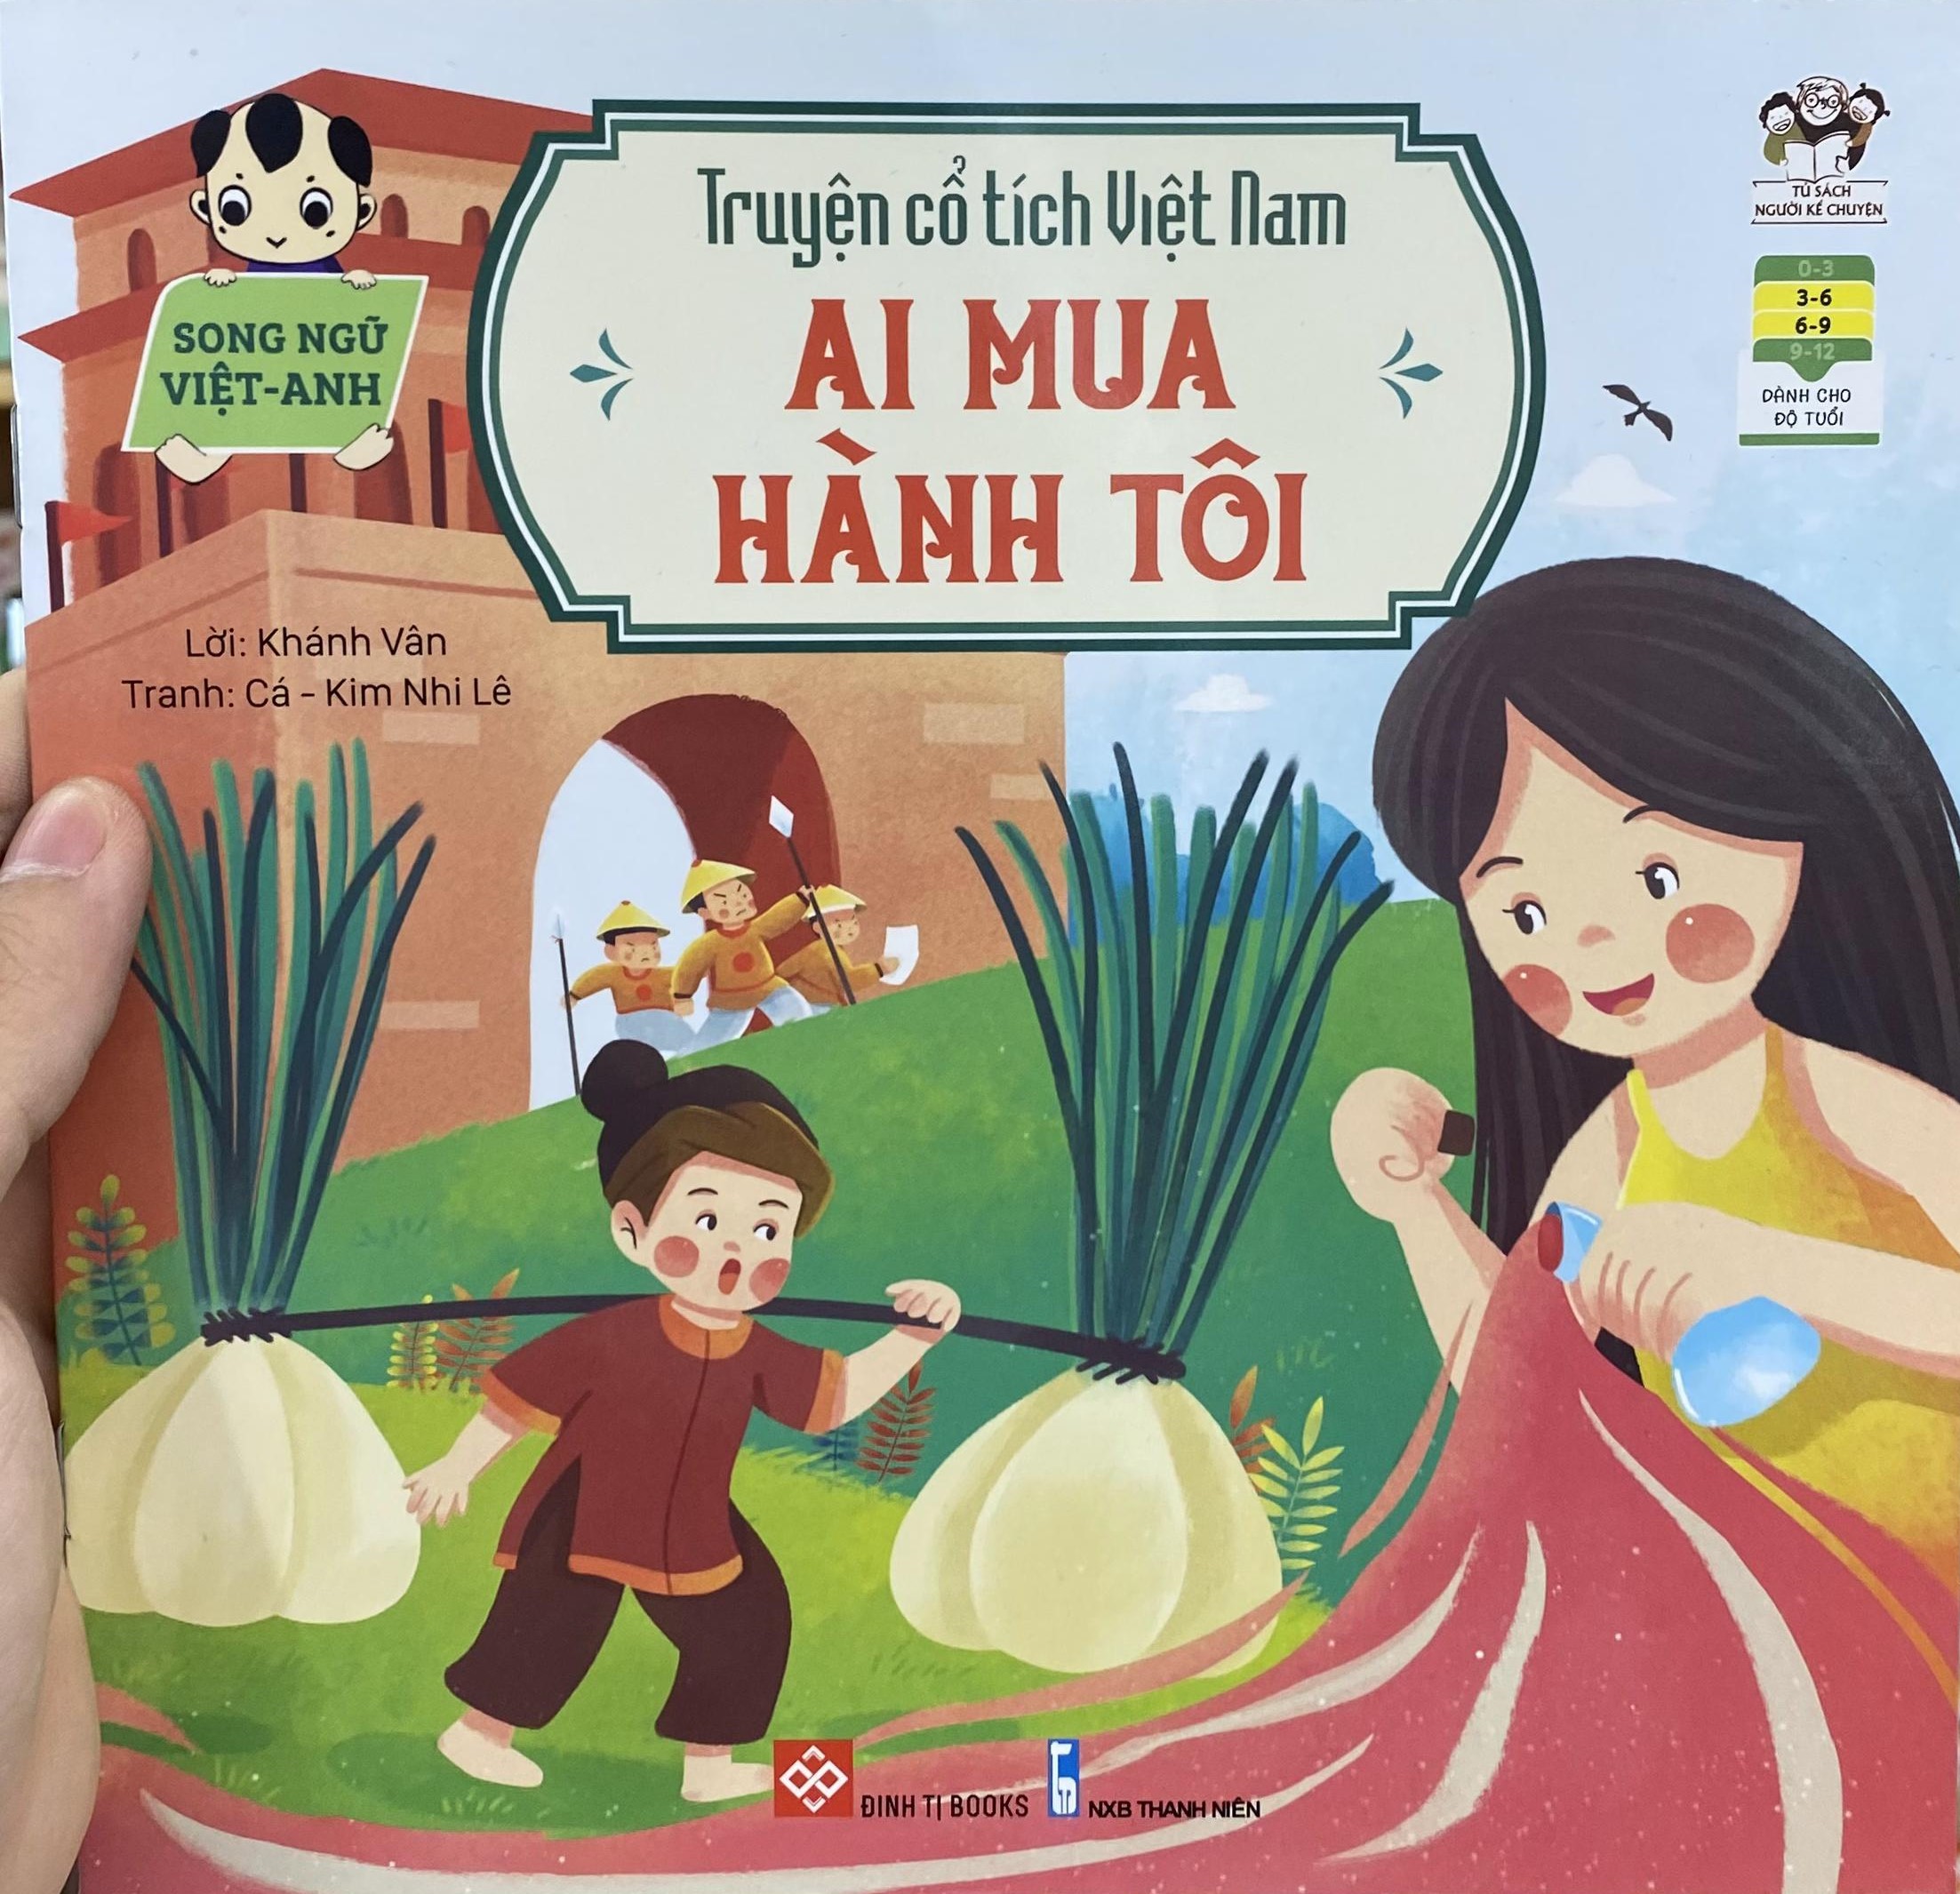 Truyện cổ tích Việt Nam
AI MUA
HÀNH TÔI
SONG NGỮ
VIỆT-ANH
TỦ SÁCH
NGƯỜI KỂ CHUYỆN
0-3
3-6
6-9
9-12
DÀNH CHO
ĐỘ TUỔI
Lời: Khánh Vân
Tranh: Cá - Kim Nhi Lê
ĐINH TỊ BOOKS
NXB THANH NIÊN